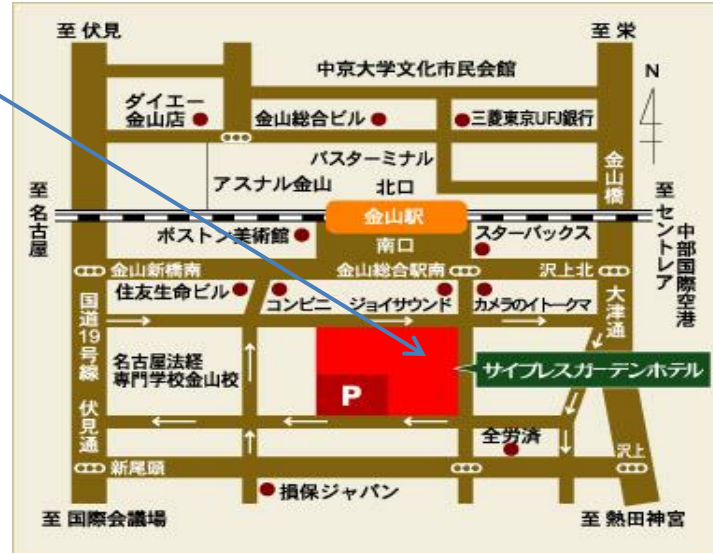 至 伏見
至 栄
中京大学文化市民会館
N
ダイエー
金山店
金山総合ビル
三菱東京UFJ銀行
バスターミナル
アスナル金山
北口
金山橋
至 名古屋
金山駅
至 セントレア
中部国際空港
ボストン美術館
南口
スターバックス
金山新橋南
金山総合駅南
沢上北
住友生命ビル
コンビニ
ジョイサウンド
カメラのイトークマ
国道19号線
大津通
名古屋法経
専門学校金山校
サイプレスガーデンホテル
P
伏見通
全労済
沢上
新尾頭
損保ジャパン
至 国際会議場
至 熱田神宮